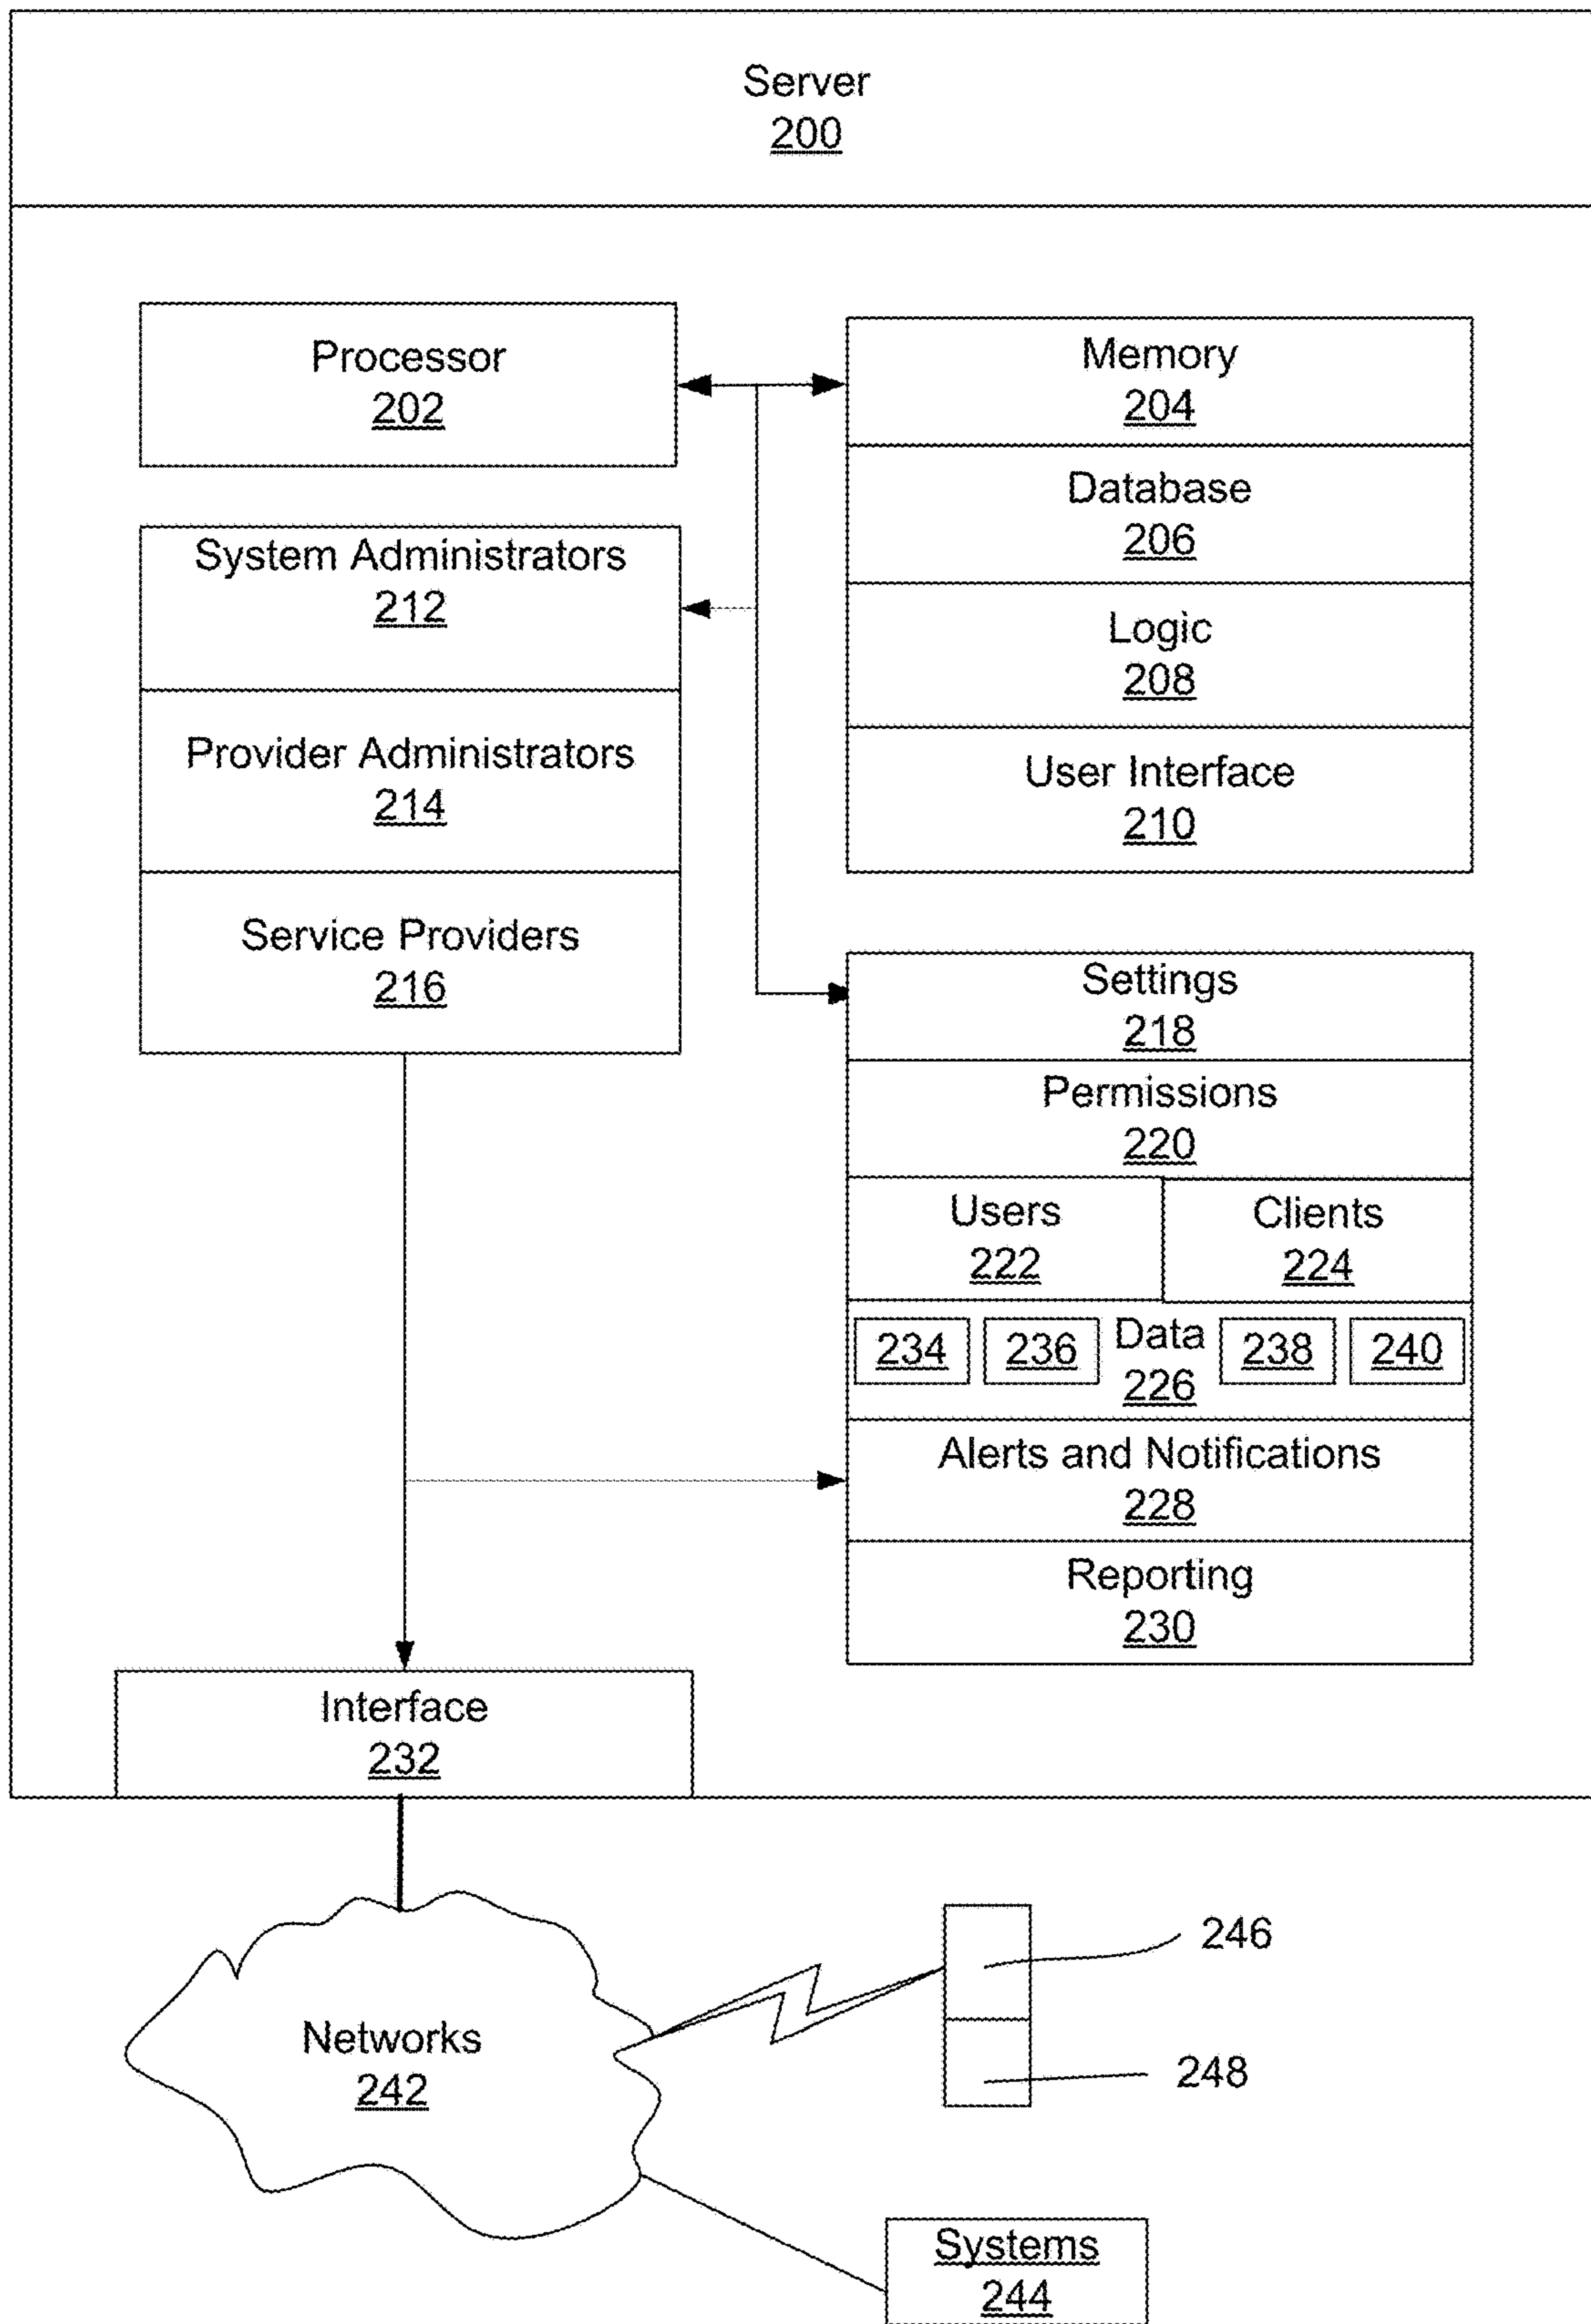 Server
200
Processor
202
Memory
204
Database
206
Logic
208
User Interface
210
System Administrators
212
Provider Administrators
214
Service Providers
216
Settings
218
Permissions
220
Users
222
Clients
224
234 236 Data 238 240
226
Alerts and Notifications
228
Reporting
230
Interface
232
Networks
242
246
248
Systems
244